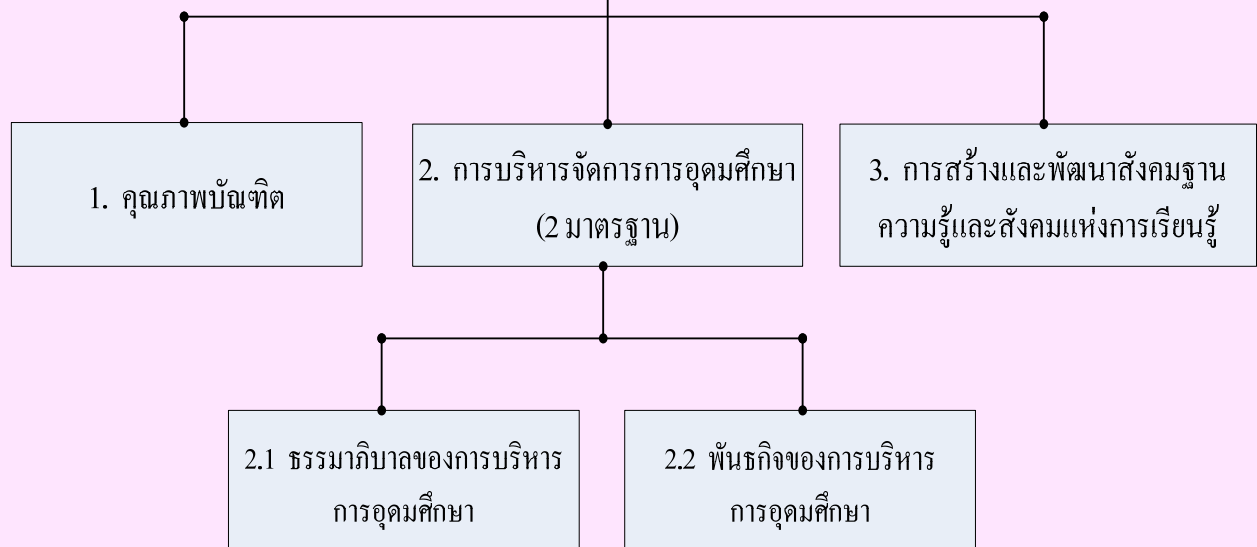 1. คุณภาพบัณฑิต
2. การบริหารจัดการการอุดมศึกษา
(2 มาตรฐาน)
3. การสร้างและพัฒนาสังคมฐาน
ความรู้และสังคมแห่งการเรียนรู้
2.1 ธรรมาภิบาลของการบริหาร
การอุดมศึกษา
2.2 พันธกิจของการบริหาร
การอุดมศึกษา